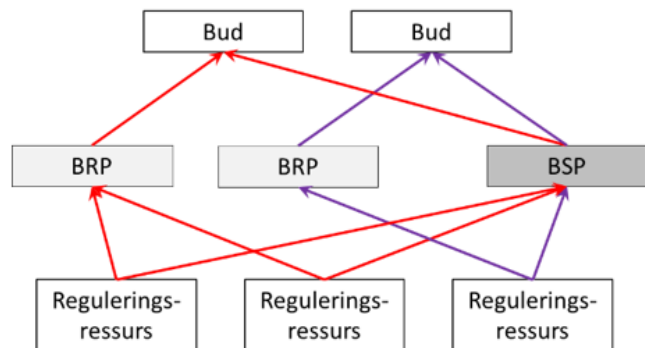 Bud
Bud
BRP
BRP
BSP
Regulerings-
ressurs
Regulerings-
ressurs
Regulerings-
ressurs